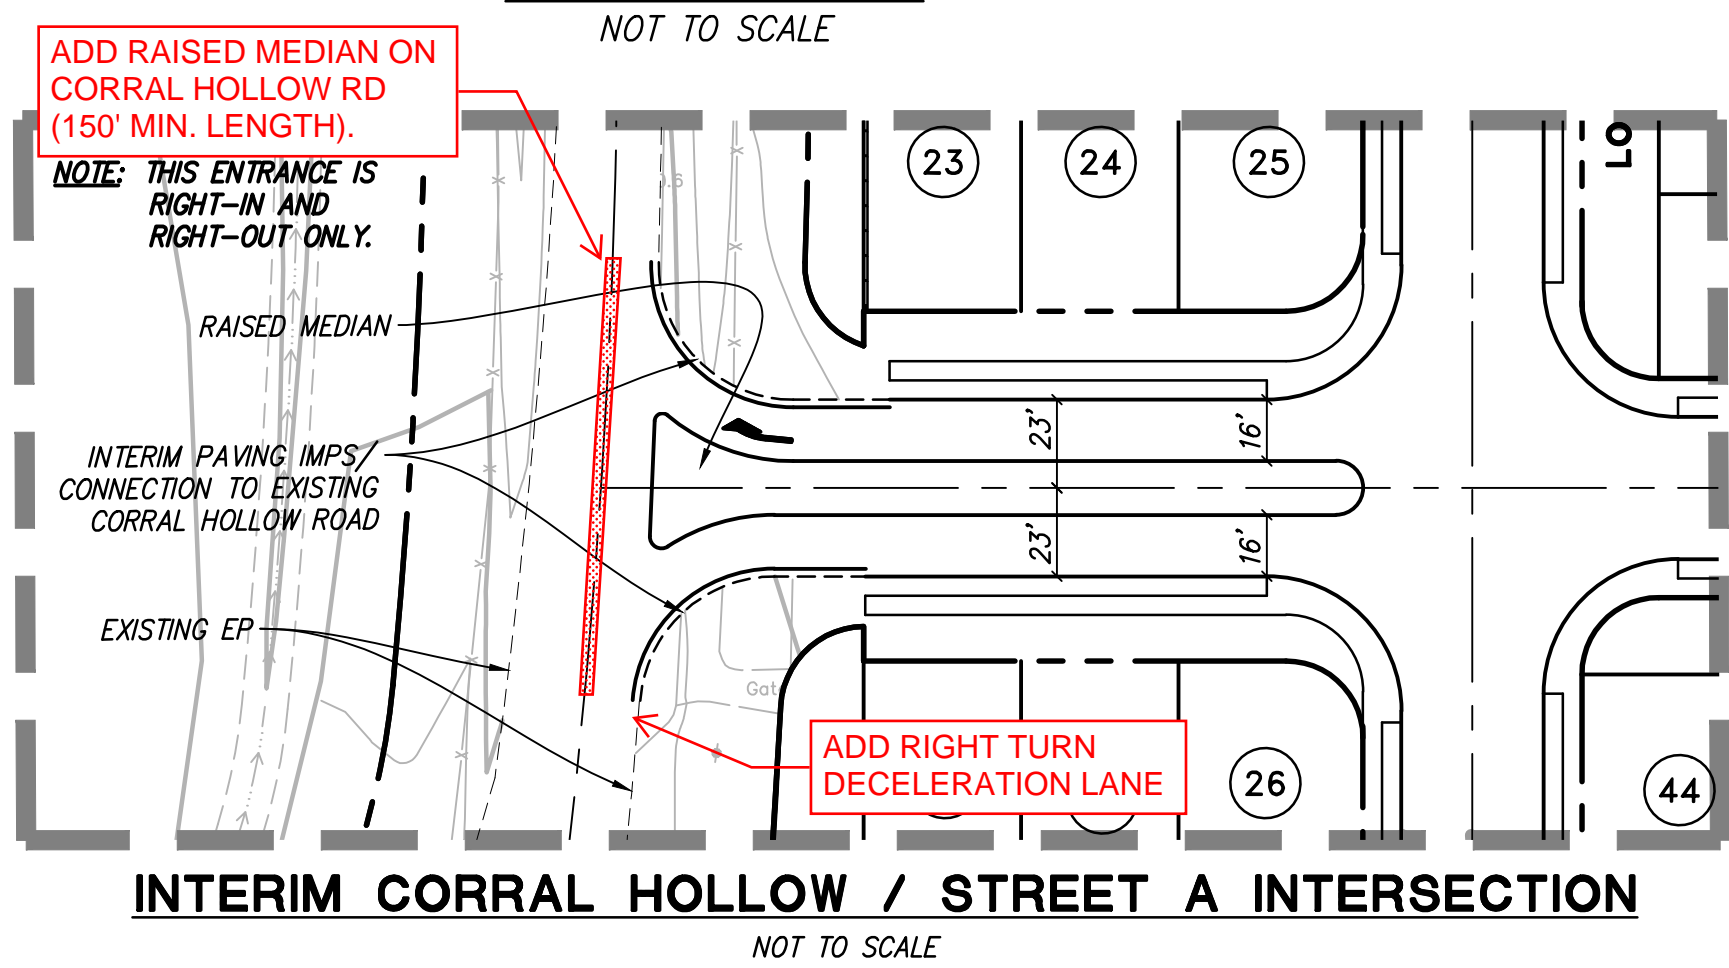 NOT TO SCALE
ADD RAISED MEDIAN ON
CORRAL HOLLOW RD
(150' MIN. LENGTH).
NOTE: THIS ENTRANCE IS
RIGHT-IN AND
RIGHT-OUT ONLY.
23
24
25
LO
RAISED MEDIAN
23'
16'
INTERIM PAVING IMPS/
CONNECTION TO EXISTING
CORRAL HOLLOW ROAD
23'
16'
EXISTING EP
ADD RIGHT TURN
DECELERATION LANE
26
44
INTERIM CORRAL HOLLOW / STREET A INTERSECTION
NOT TO SCALE